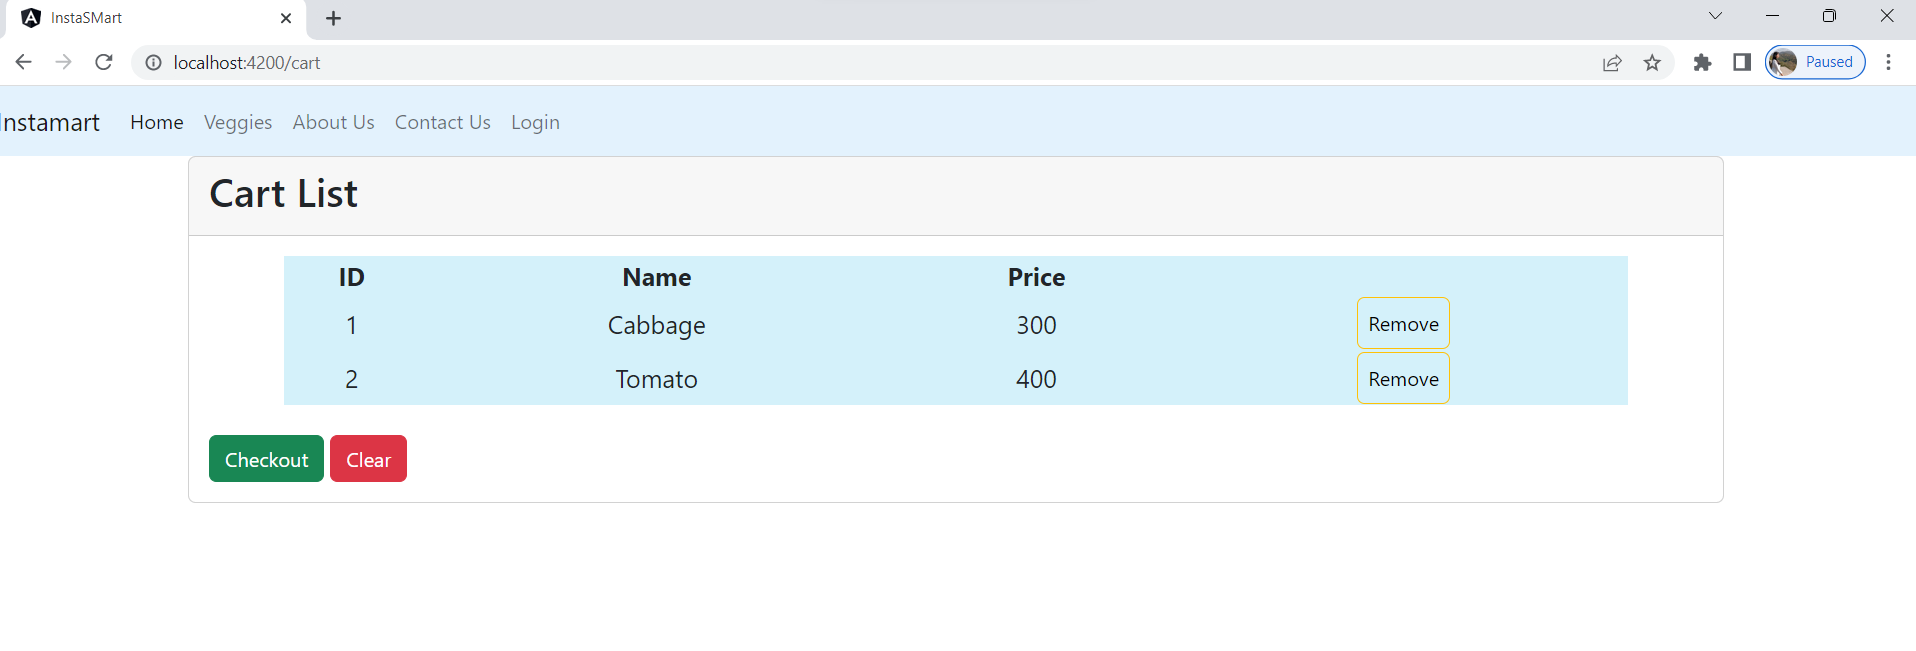 InstaSMart
localhost:4200/cart
Paused
Instamart Home Veggies About Us Contact Us Login
Cart List
ID Name Price
1 Cabbage 300 Remove
2 Tomato 400 Remove
Checkout Clear